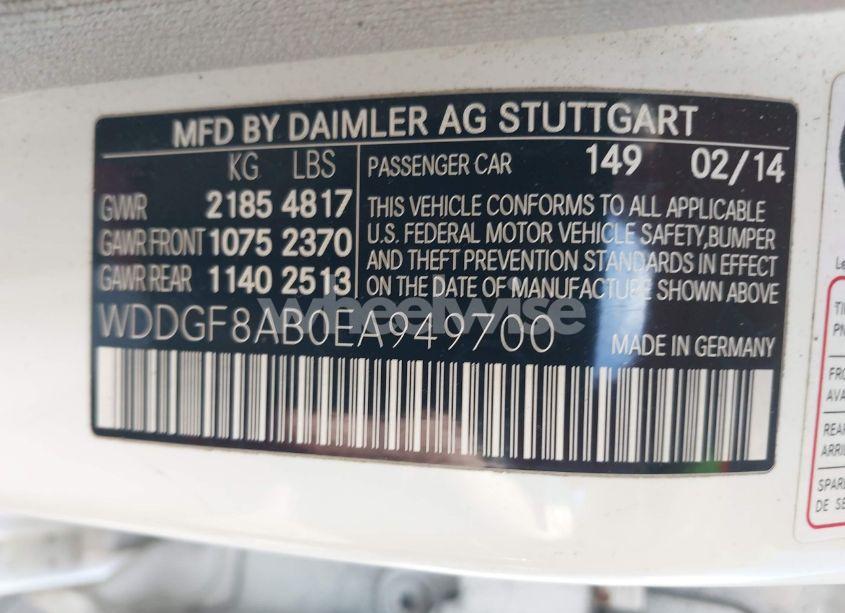 MFD BY DAIMLER AG STUTTGART
KG LBS
GVWR 2185 4817
GAWR FRONT 1075 2370
GAWR REAR 1140 2513
PASSENGER CAR 149 02/14
THIS VEHICLE CONFORMS TO ALL APPLICABLE
U.S. FEDERAL MOTOR VEHICLE SAFETY,BUMPER
AND THEFT PREVENTION STANDARDS IN EFFECT
ON THE DATE OF MANUFACTURE SHOWN ABOVE
WDDGF8AB0EA949700
MADE IN GERMANY
wheelwise